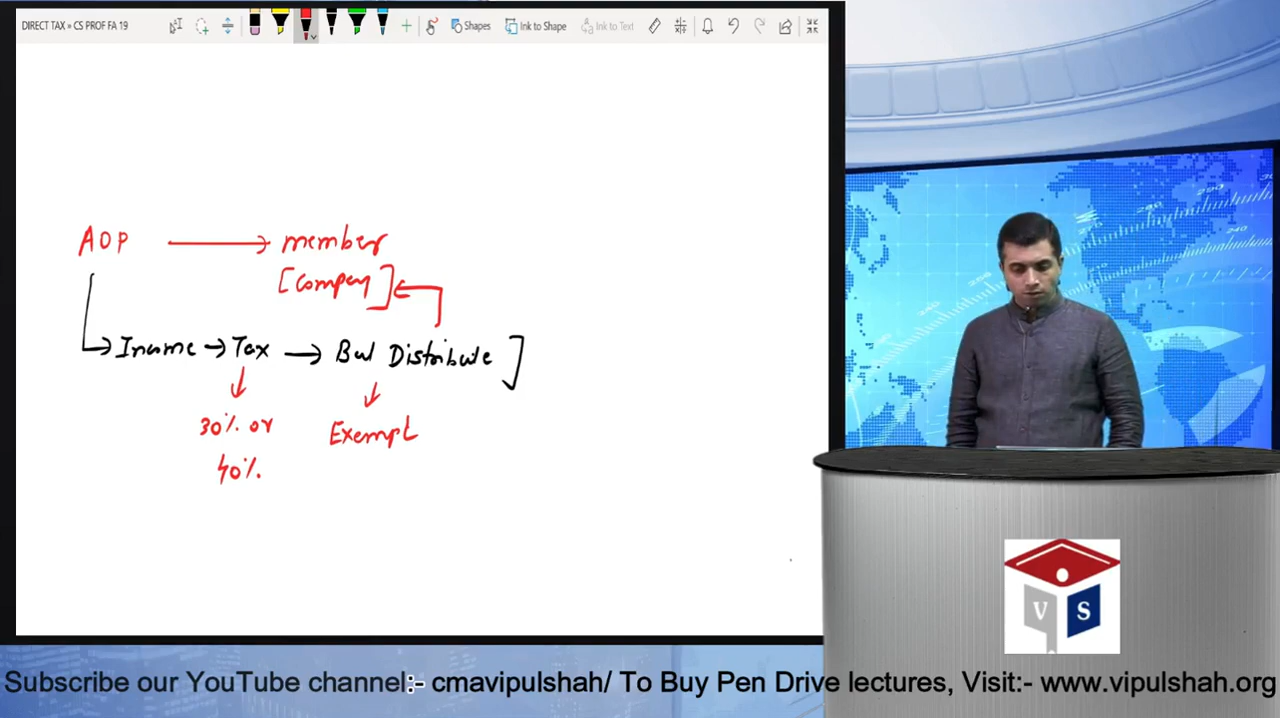 DIRECT TAX » CS PROF FA 19
Shapes
Ink to Shape
Ink to Text
AOP → member
[Company]
Income → Tax → Bal Distribute]
30% or
40%
Exempt
V S
Subscribe our YouTube channel:- cmavipulshah/ To Buy Pen Drive lectures, Visit:- www.vipulshah.org